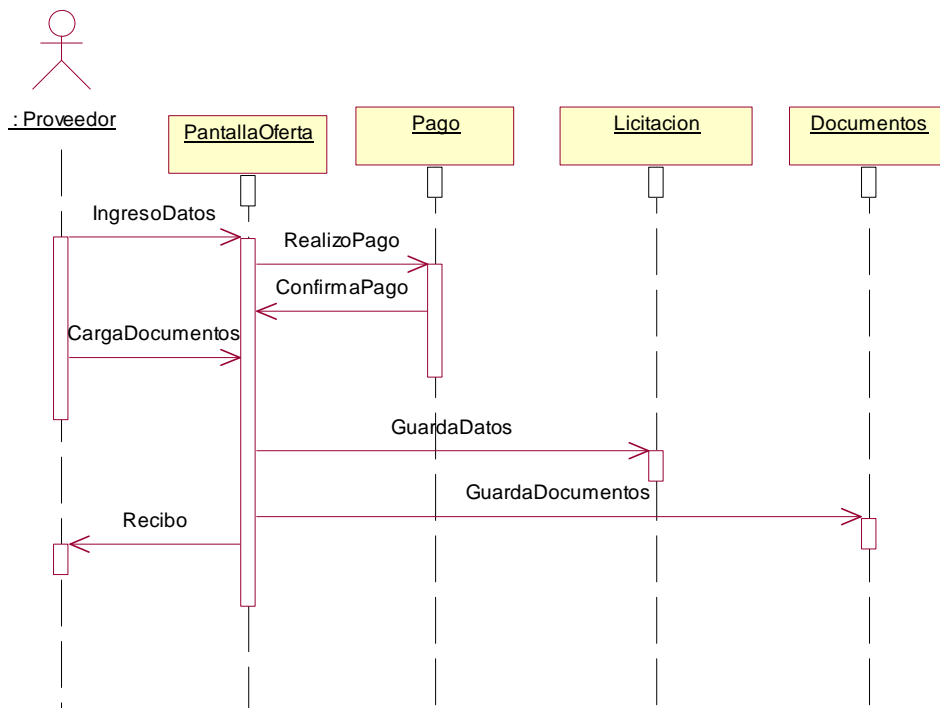 : Proveedor
PantallaOferta
Pago
Licitacion
Documentos
IngresoDatos
RealizoPago
ConfirmaPago
CargaDocumentos
GuardaDatos
GuardaDocumentos
Recibo